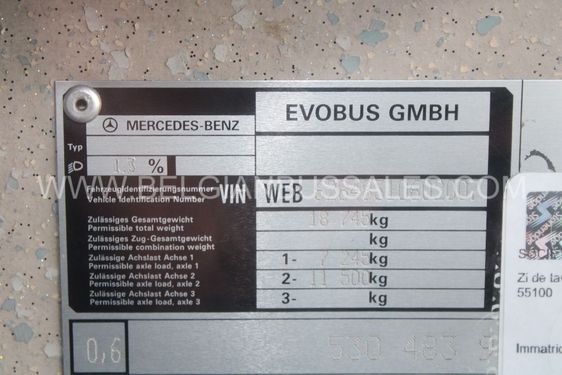 EVOBUS GMBH
MERCEDES-BENZ
Typ
1,3 %
WWW.BELGIANBUSSALES.COM
Fahrzeugidentifizierungsnummer
Vehicle Identification Number
VIN WEB
Zulässiges Gesamtgewicht
Permissible total weight
18 745 kg
Zulässiges Zug-Gesamtgewicht
Permissible combination weight
kg
Zulässige Achslast Achse 1
Permissible axle load, axle 1
1- 7 245 kg
Zulässige Achslast Achse 2
Permissible axle load, axle 2
2- 11 500 kg
Zulässige Achslast Achse 3
Permissible axle load, axle 3
3- kg
0,6
530 483 9
Zi de ta
55100
Immatric